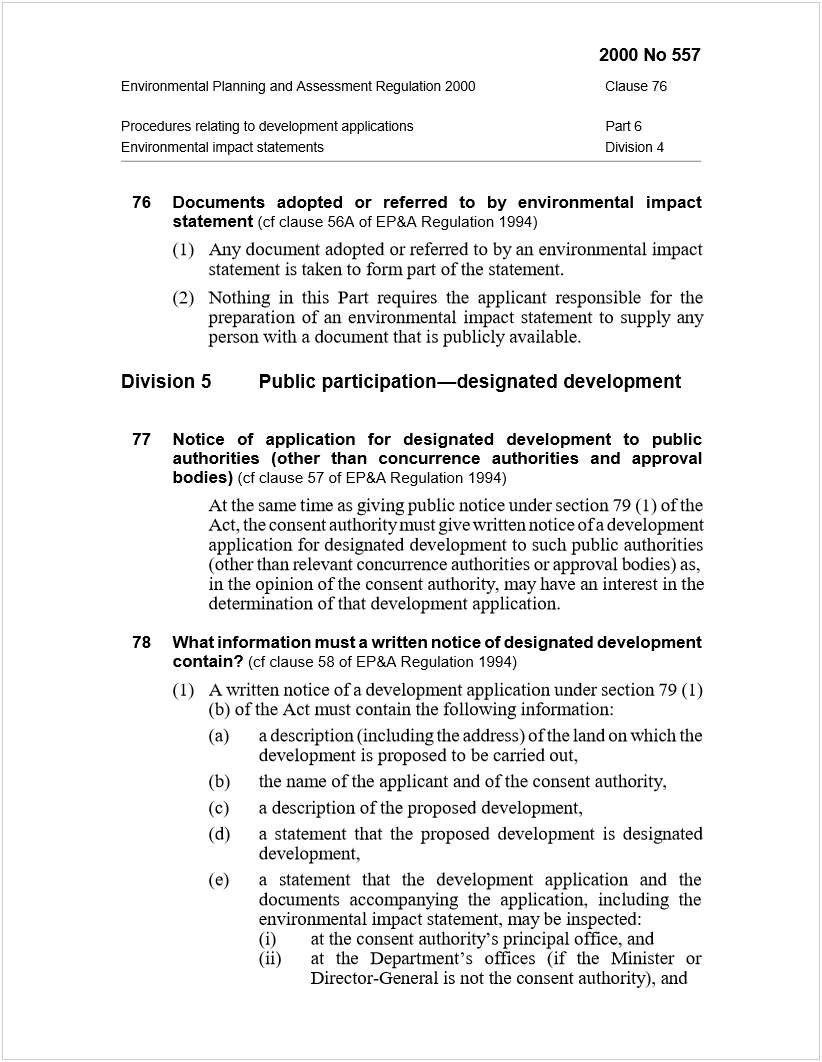 2000 No 557
Environmental Planning and Assessment Regulation 2000 Clause 76
Procedures relating to development applications Part 6
Environmental impact statements Division 4
76 Documents adopted or referred to by environmental impact
statement (cf clause 56A of EP&A Regulation 1994)
(1) Any document adopted or referred to by an environmental impact
statement is taken to form part of the statement.
(2) Nothing in this Part requires the applicant responsible for the
preparation of an environmental impact statement to supply any
person with a document that is publicly available.
Division 5 Public participation—designated development
77 Notice of application for designated development to public
authorities (other than concurrence authorities and approval
bodies) (cf clause 57 of EP&A Regulation 1994)
At the same time as giving public notice under section 79 (1) of the
Act, the consent authority must give written notice of a development
application for designated development to such public authorities
(other than relevant concurrence authorities or approval bodies) as,
in the opinion of the consent authority, may have an interest in the
determination of that development application.
78 What information must a written notice of designated development
contain? (cf clause 58 of EP&A Regulation 1994)
(1) A written notice of a development application under section 79 (1)
(b) of the Act must contain the following information:
(a) a description (including the address) of the land on which the
development is proposed to be carried out,
(b) the name of the applicant and of the consent authority,
(c) a description of the proposed development,
(d) a statement that the proposed development is designated
development,
(e) a statement that the development application and the
documents accompanying the application, including the
environmental impact statement, may be inspected:
(i) at the consent authority's principal office, and
(ii) at the Department's offices (if the Minister or
Director-General is not the consent authority), and